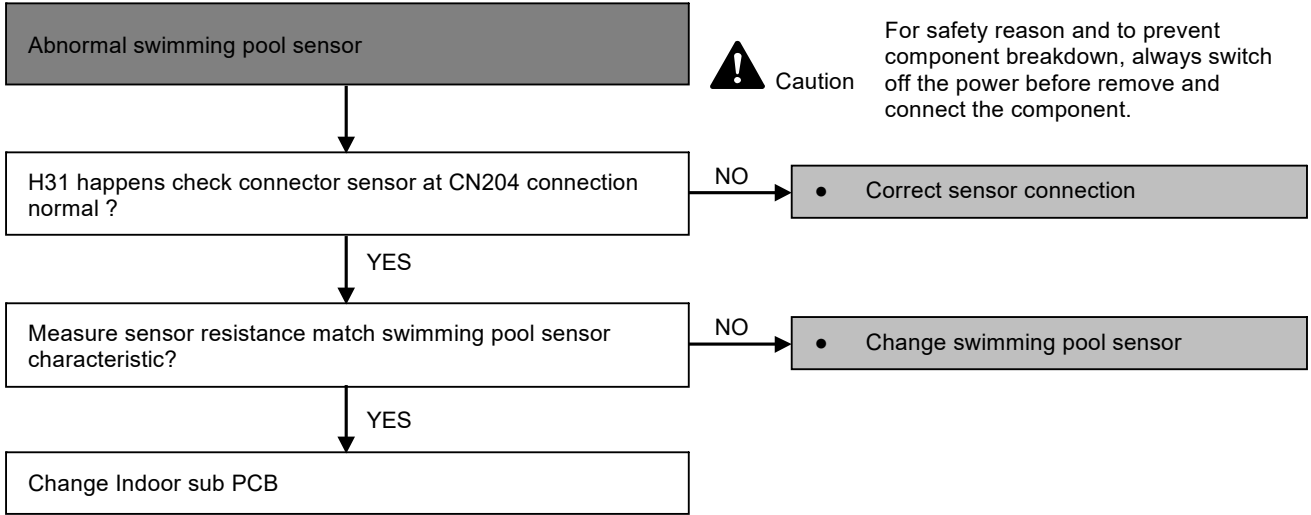 Abnormal swimming pool sensor
Caution
For safety reason and to prevent
component breakdown, always switch
off the power before remove and
connect the component.
H31 happens check connector sensor at CN204 connection
normal ?
NO
● Correct sensor connection
YES
Measure sensor resistance match swimming pool sensor
characteristic?
NO
● Change swimming pool sensor
YES
Change Indoor sub PCB